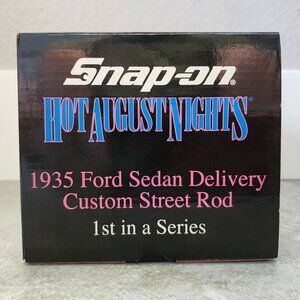 Snap-on®
HOT AUGUST NIGHTS®
1935 Ford Sedan Delivery
Custom Street Rod
1st in a Series